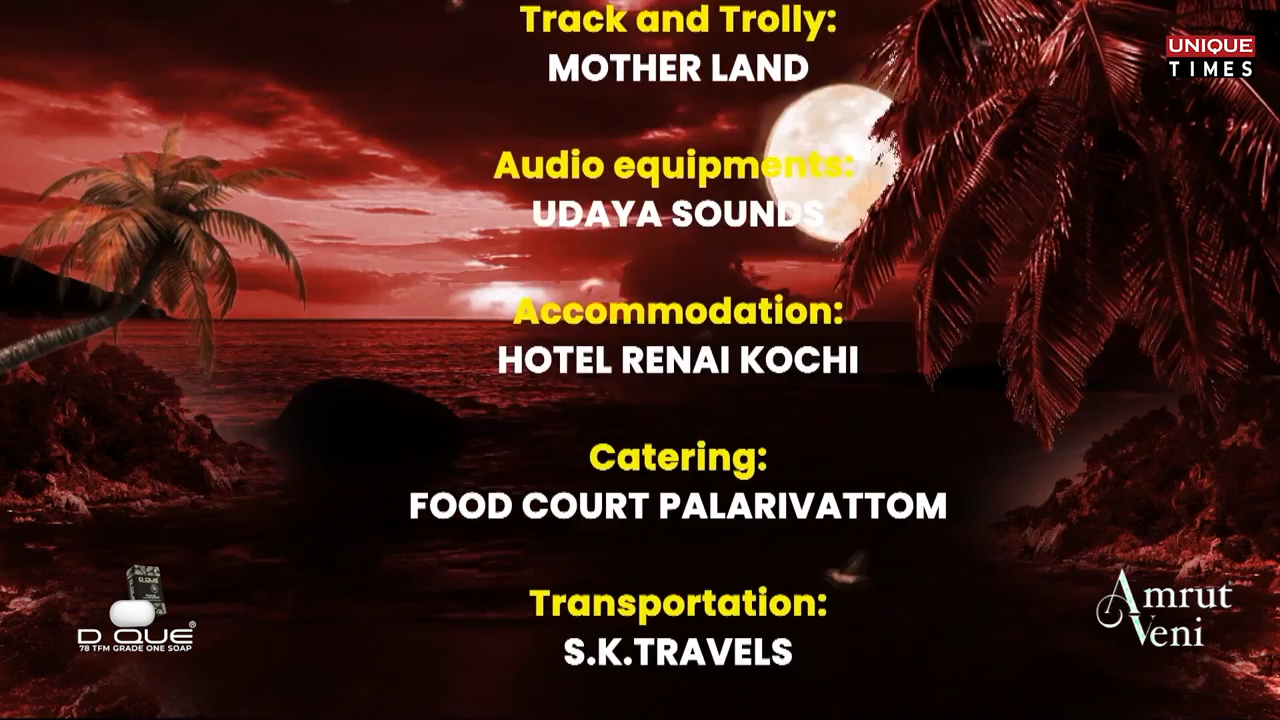 Track and Trolly:
MOTHER LAND
UNIQUE
TIMES
Audio equipments:
UDAYA SOUNDS
Accommodation:
HOTEL RENAI KOCHI
Catering:
FOOD COURT PALARIVATTOM
Transportation:
S.K.TRAVELS
D QUE
D QUE®
78 TFM GRADE ONE SOAP
Amrut
Veni